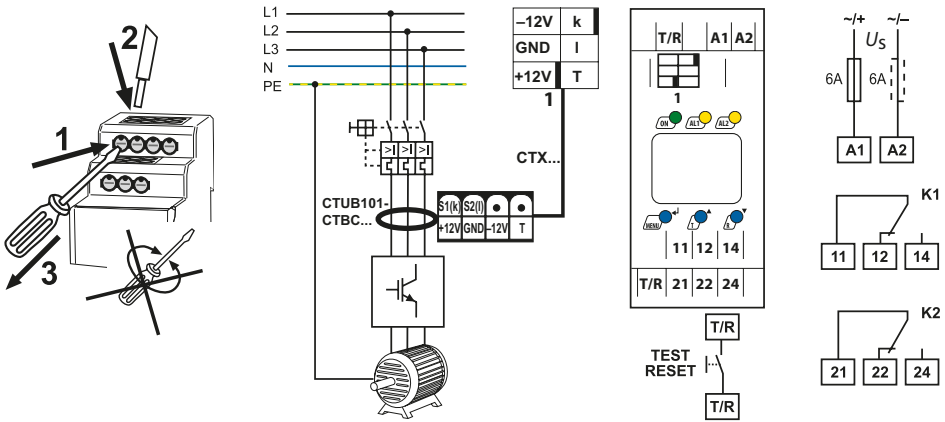 2
1
3
L1
L2
L3
N
PE
>I >I >I
CTUB101-
CTBC...
S1(k) S2(l)
+12V GND -12V T
CTX...
–12V k
GND l
+12V T
1
T/R A1 A2
1
ON AL1 AL2
MENU T R
11 12 14
T/R 21 22 24
T/R
TEST
RESET
T/R
~/+ ~/–
Us
6A 6A
A1 A2
K1
11 12 14
K2
21 22 24